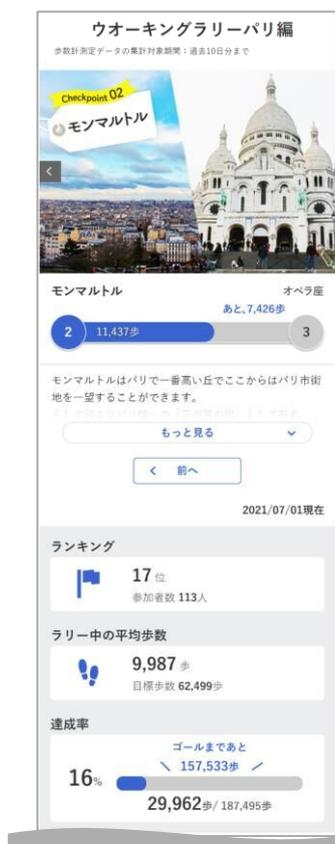 ウオーキングラリーパリ編
歩数計測定データの集計対象期間：過去10日分まで
Checkpoint 02
モンマルトル
モンマルトル オペラ座
あと、7,426歩
2 11,437歩 3
モンマルトルはパリで一番高い丘でここからはパリ市街
地を一望することができます。
もっと見る
前へ
2021/07/01現在
ランキング
17 位
参加者数 113人
ラリー中の平均歩数
9,987 歩
目標歩数 62,499歩
達成率
ゴールまであと
157,533歩
16%
29,962歩/ 187,495歩